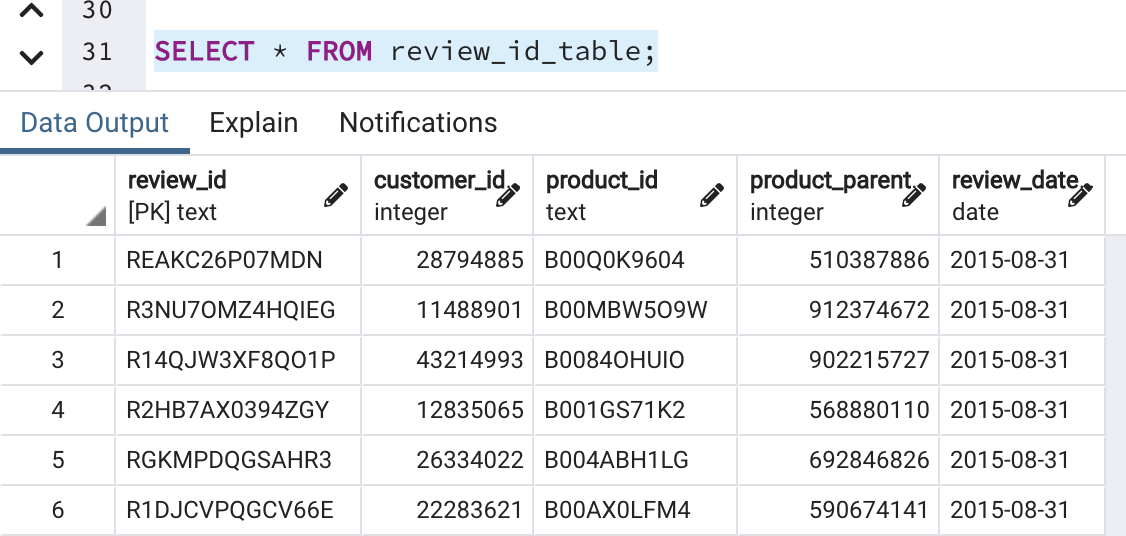 30
31 SELECT * FROM review_id_table;
32
Data Output Explain Notifications
review_id customer_id product_id product_parent review_date
[PK] text integer text integer date
1 REAKC26P07MDN 28794885 B00Q0K9604 510387886 2015-08-31
2 R3NU7OMZ4HQIEG 11488901 B00MBW5O9W 912374672 2015-08-31
3 R14QJW3XF8QO1P 43214993 B0084OHUIO 902215727 2015-08-31
4 R2HB7AX0394ZGY 12835065 B001GS71K2 568880110 2015-08-31
5 RGKMPDQGSAHR3 26334022 B004ABH1LG 692846826 2015-08-31
6 R1DJCVPQGCV66E 22283621 B00AX0LFM4 590674141 2015-08-31